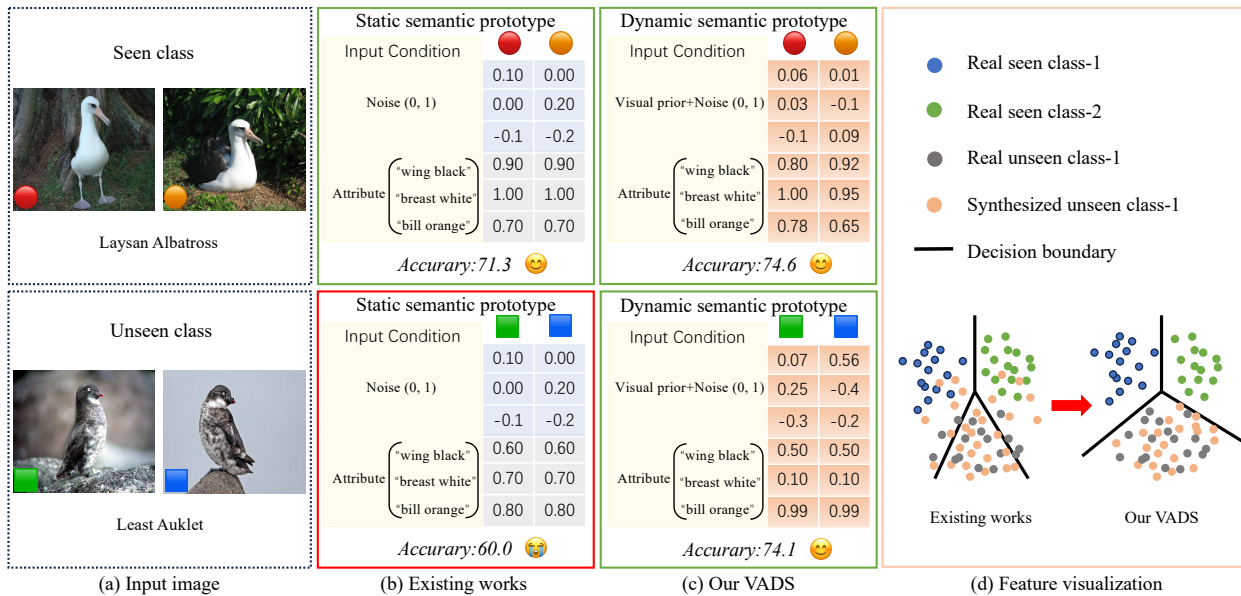 Seen class
Laysan Albatross
Unseen class
Least Auklet
(a) Input image
Static semantic prototype
Input Condition
Noise (0, 1)
0.10 0.00
0.00 0.20
-0.1 -0.2
Attribute
"wing black" 0.90 0.90
"breast white" 1.00 1.00
"bill orange" 0.70 0.70
Accurary:71.3
Static semantic prototype
Input Condition
Noise (0, 1)
0.10 0.00
0.00 0.20
-0.1 -0.2
Attribute
"wing black" 0.60 0.60
"breast white" 0.70 0.70
"bill orange" 0.80 0.80
Accurary:60.0
(b) Existing works
Dynamic semantic prototype
Input Condition
Visual prior+Noise (0, 1)
0.06 0.01
0.03 -0.1
-0.1 0.09
Attribute
"wing black" 0.80 0.92
"breast white" 1.00 0.95
"bill orange" 0.78 0.65
Accurary:74.6
Dynamic semantic prototype
Input Condition
Visual prior+Noise (0, 1)
0.07 0.56
0.25 -0.4
-0.3 -0.2
Attribute
"wing black" 0.50 0.50
"breast white" 0.10 0.10
"bill orange" 0.99 0.99
Accurary:74.1
(c) Our VADS
Real seen class-1
Real seen class-2
Real unseen class-1
Synthesized unseen class-1
Decision boundary
Existing works
Our VADS
(d) Feature visualization